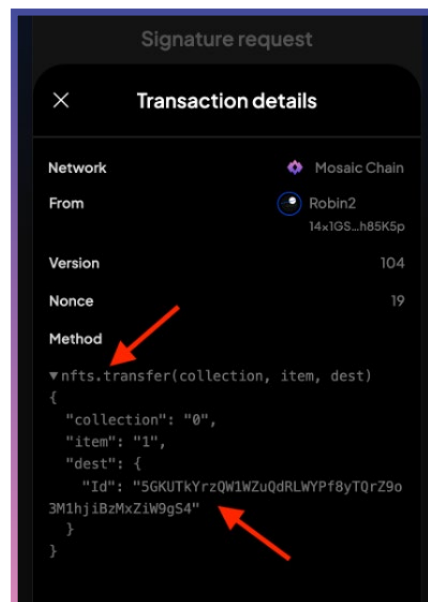 Signature request
Transaction details
Network Mosaic Chain
From Robin2
14x1GS...h85K5p
Version 104
Nonce 19
Method
▼nfts.transfer(collection, item, dest)
{
"collection": "0",
"item": "1",
"dest": {
"Id": "5GKUTkYrzQW1WZuQdRLWYPf8yTQrZ9o
3M1hjiBzMxZiW9gS4"
}
}